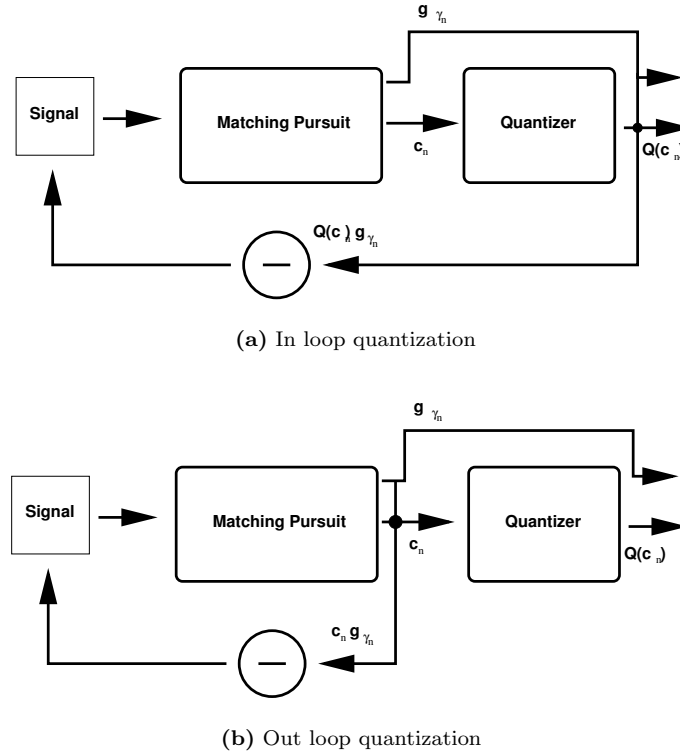 g γn
Signal
Matching Pursuit
Quantizer
cn
Q(cn)
Q(cn) gγn
(a) In loop quantization
g γn
Signal
Matching Pursuit
Quantizer
cn
Q(cn)
cn gγn
(b) Out loop quantization